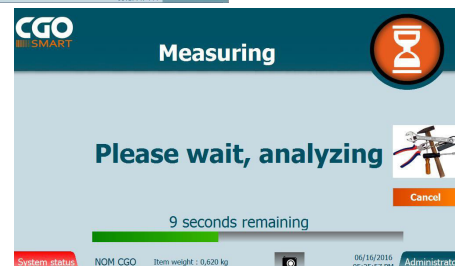 CGO
SMART
Measuring
Please wait, analyzing
Cancel
9 seconds remaining
System status
NOM CGO
Item weight : 0,620 kg
06/16/2016
Administrato